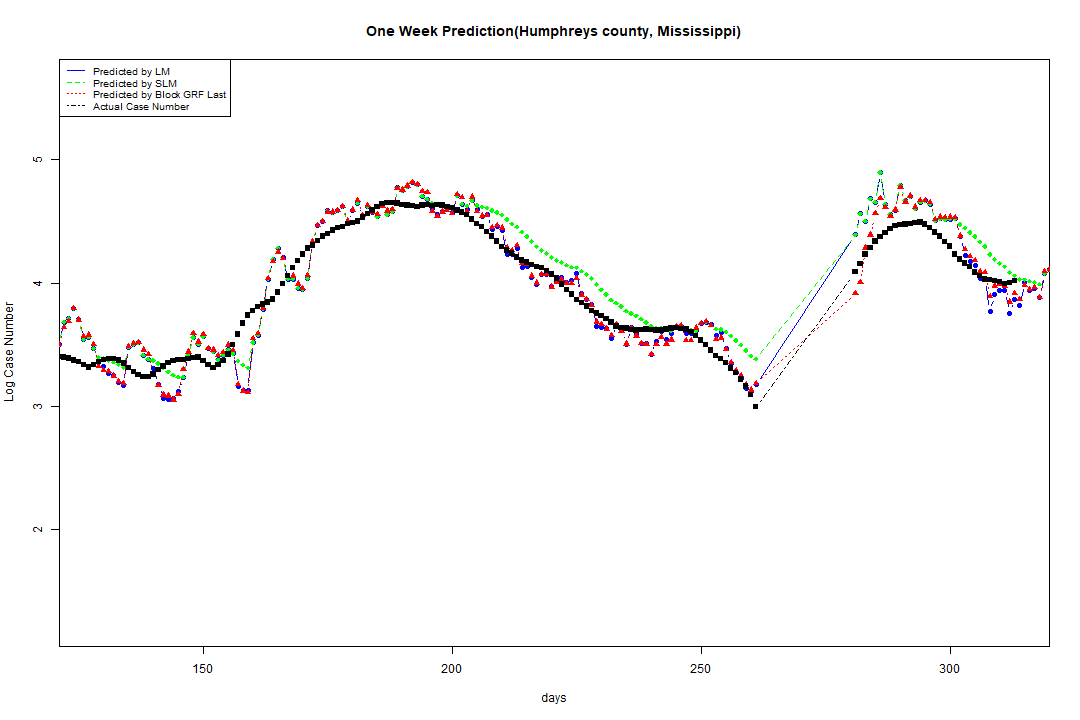 One Week Prediction(Humphreys county, Mississippi)
Predicted by LM
Predicted by SLM
Predicted by Block GRF Last
Actual Case Number
5
4
3
2
Log Case Number
150 200 250 300
days